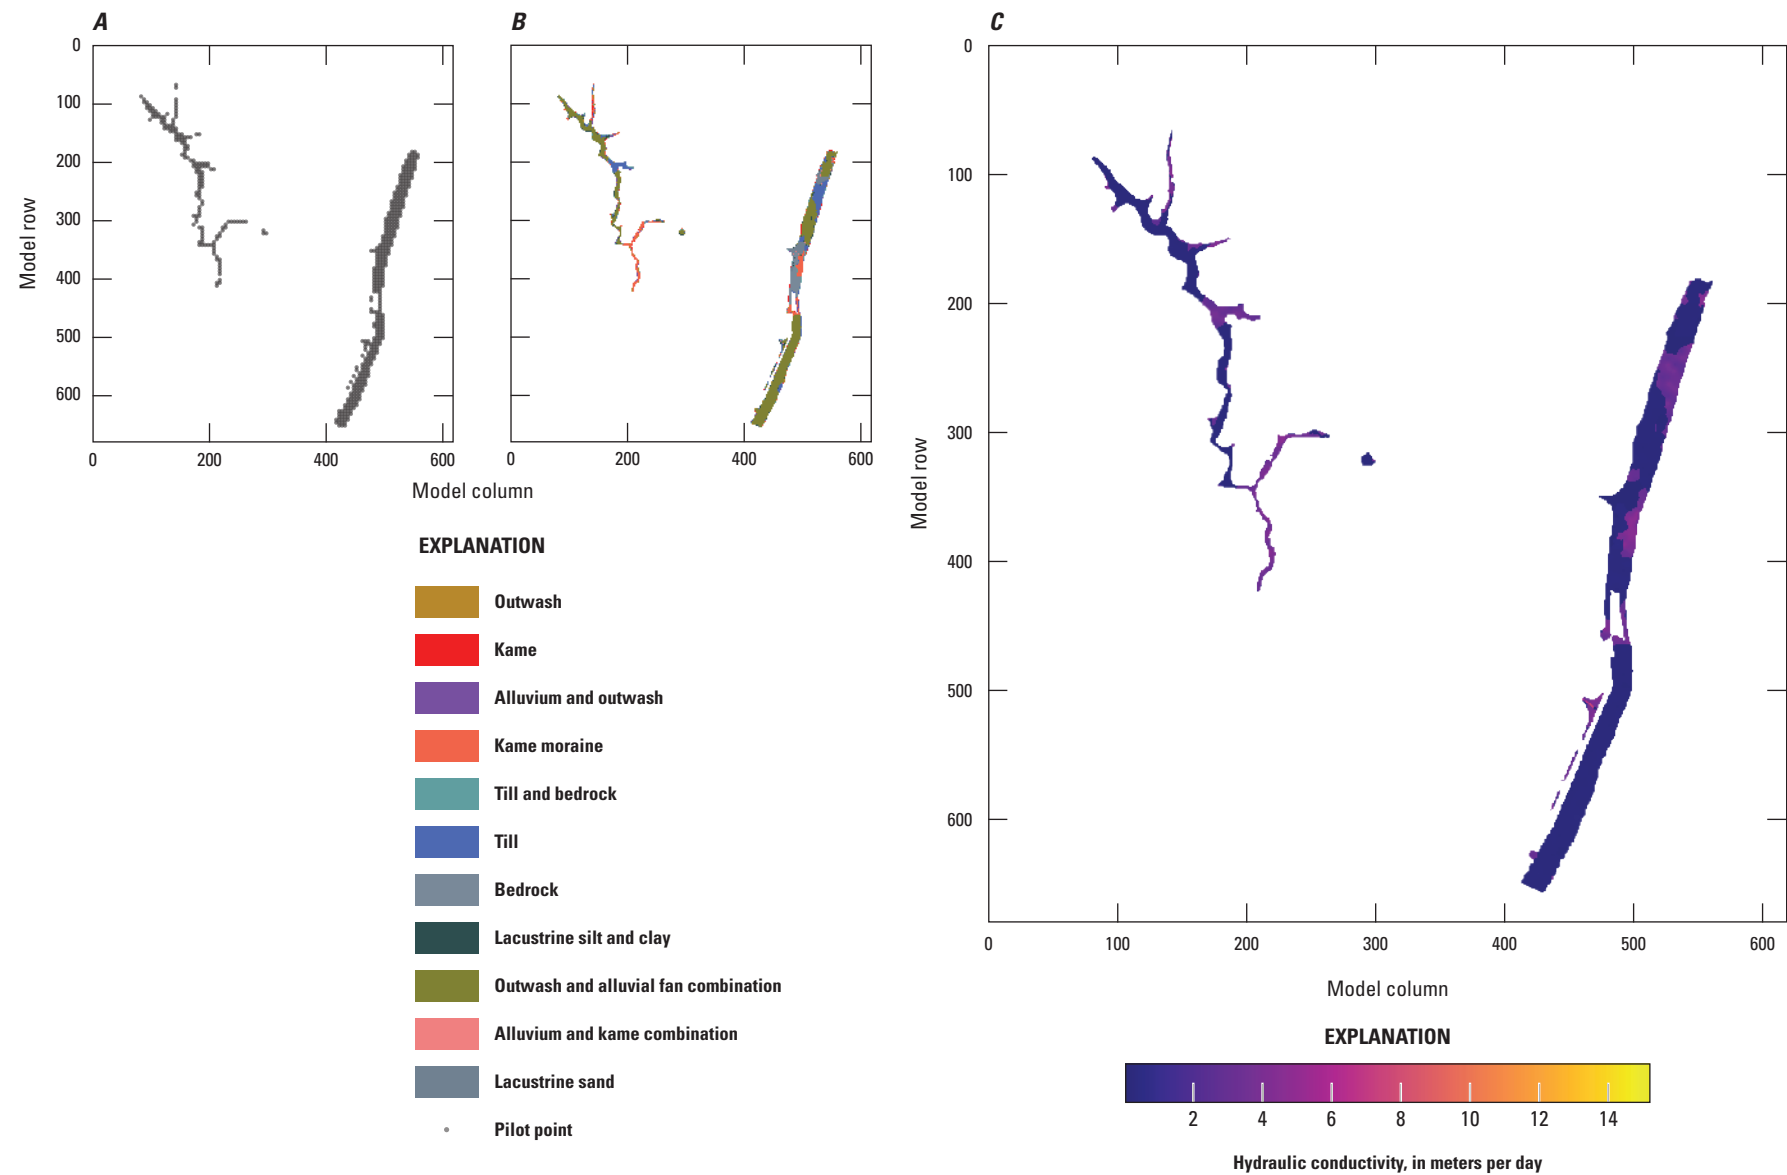 A
B
C
0
100
200
300
400
500
600
Model row
0
200
400
600
0
200
400
600
Model column
0
100
200
300
400
500
600
Model row
0
100
200
300
400
500
600
Model column
EXPLANATION
Outwash
Kame
Alluvium and outwash
Kame moraine
Till and bedrock
Till
Bedrock
Lacustrine silt and clay
Outwash and alluvial fan combination
Alluvium and kame combination
Lacustrine sand
Pilot point
EXPLANATION
2
4
6
8
10
12
14
Hydraulic conductivity, in meters per day